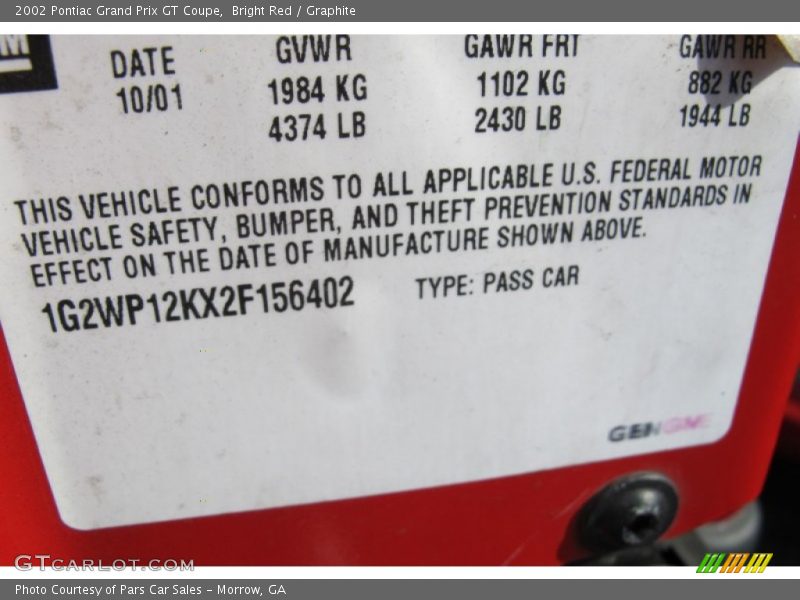 2002 Pontiac Grand Prix GT Coupe, Bright Red / Graphite
GM
DATE GVWR GAWR FRT GAWR RR
10/01 1984 KG 1102 KG 882 KG
4374 LB 2430 LB 1944 LB
THIS VEHICLE CONFORMS TO ALL APPLICABLE U.S. FEDERAL MOTOR
VEHICLE SAFETY, BUMPER, AND THEFT PREVENTION STANDARDS IN
EFFECT ON THE DATE OF MANUFACTURE SHOWN ABOVE.
1G2WP12KX2F156402 TYPE: PASS CAR
GENGME
GTCARLOT.COM
Photo Courtesy of Pars Car Sales - Morrow, GA